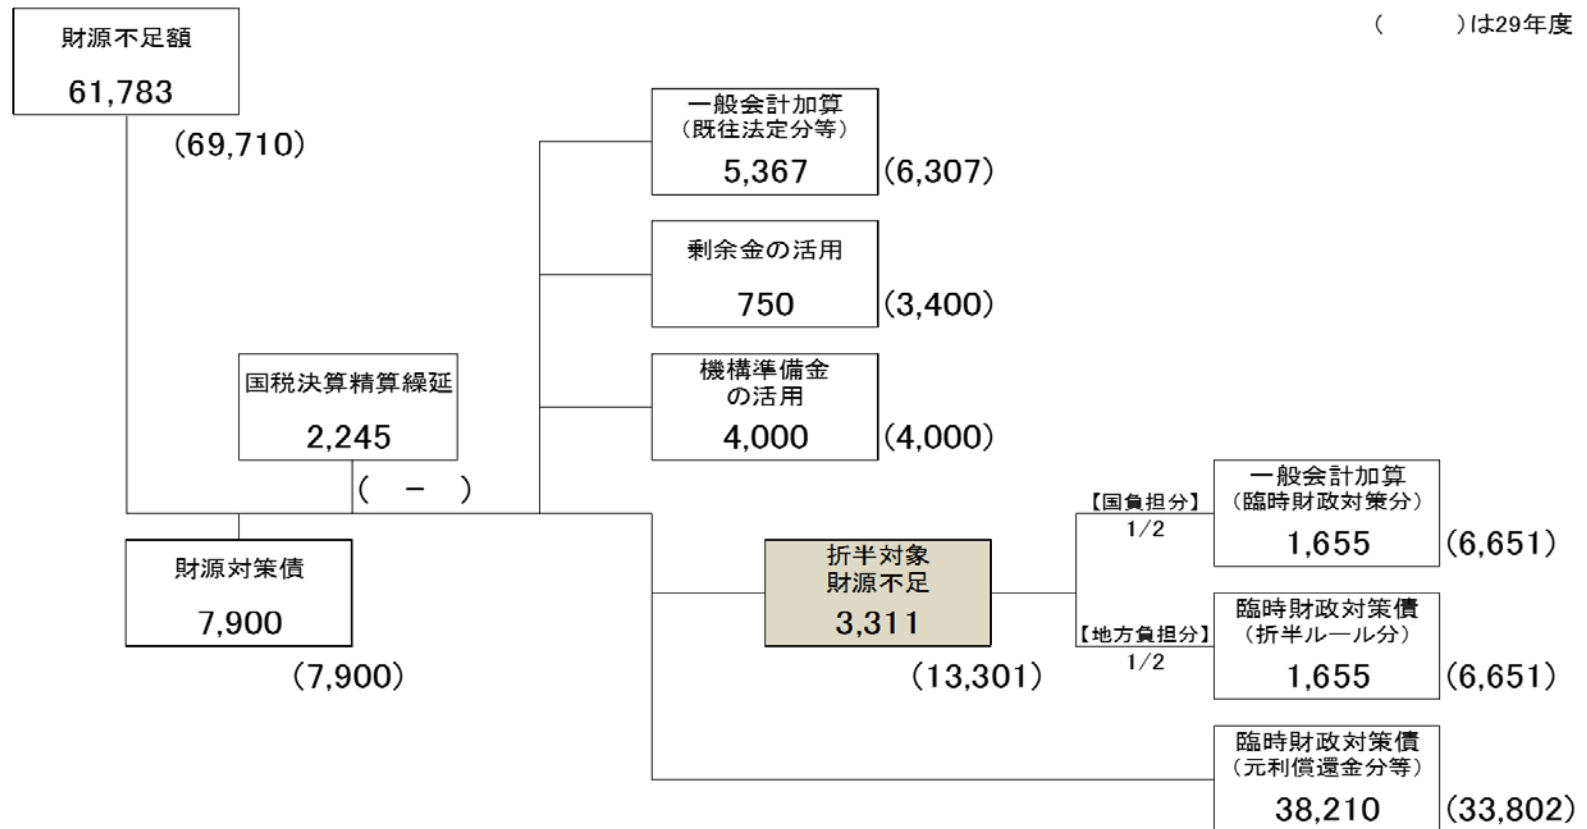 (　　)は29年度
財源不足額
61,783
(69,710)
一般会計加算
(既往法定分等)
5,367
(6,307)
剰余金の活用
750
(3,400)
機構準備金
の活用
4,000
(4,000)
国税決算精算繰延
2,245
(　－　)
財源対策債
7,900
(7,900)
折半対象
財源不足
3,311
(13,301)
【国負担分】
1/2
一般会計加算
(臨時財政対策分)
1,655
(6,651)
【地方負担分】
1/2
臨時財政対策債
(折半ルール分)
1,655
(6,651)
臨時財政対策債
(元利償還金分等)
38,210
(33,802)